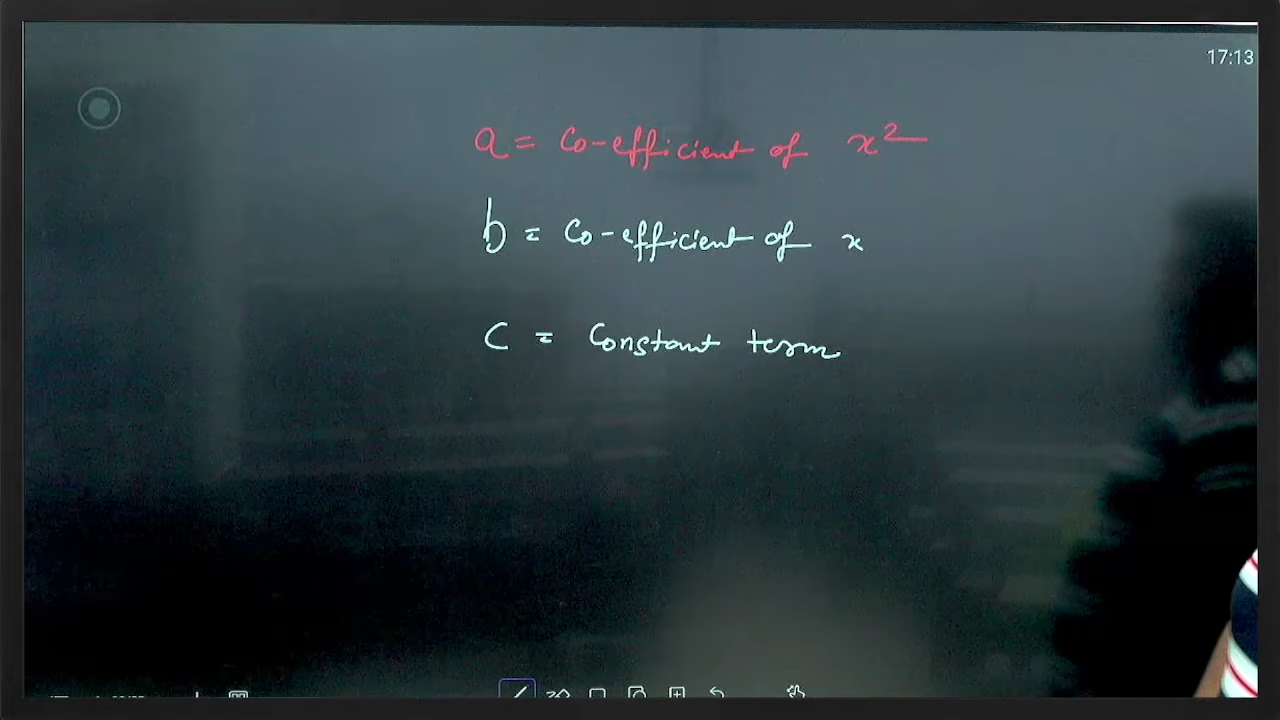 17:13
a = Co-efficient of x²
b = Co-efficient of x
c = Constant term